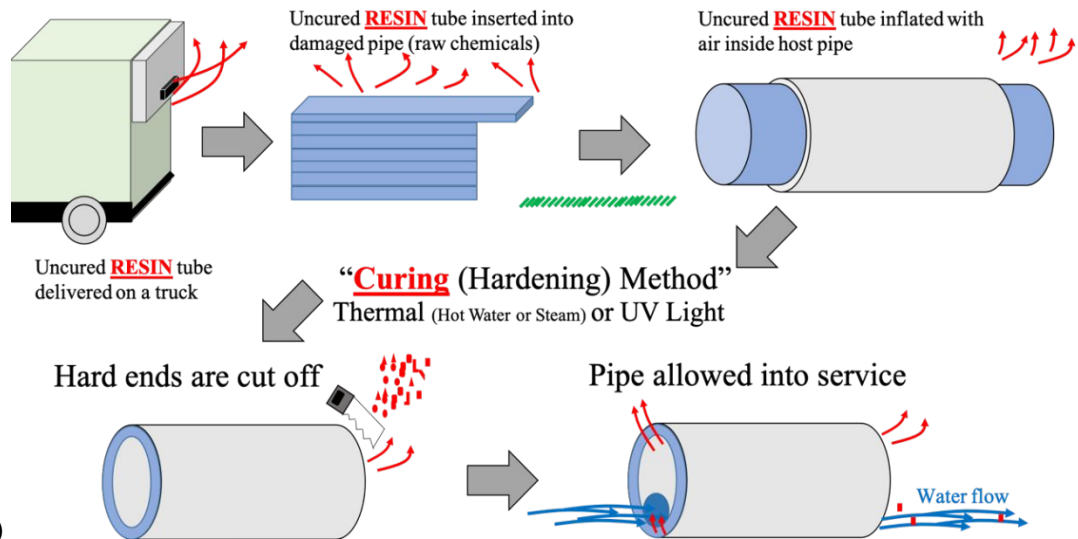 Uncured RESIN tube inserted into
damaged pipe (raw chemicals)
Uncured RESIN tube inflated with
air inside host pipe
Uncured RESIN tube
delivered on a truck
“Curing (Hardening) Method”
Thermal (Hot Water or Steam) or UV Light
Hard ends are cut off
Pipe allowed into service
Water flow
)